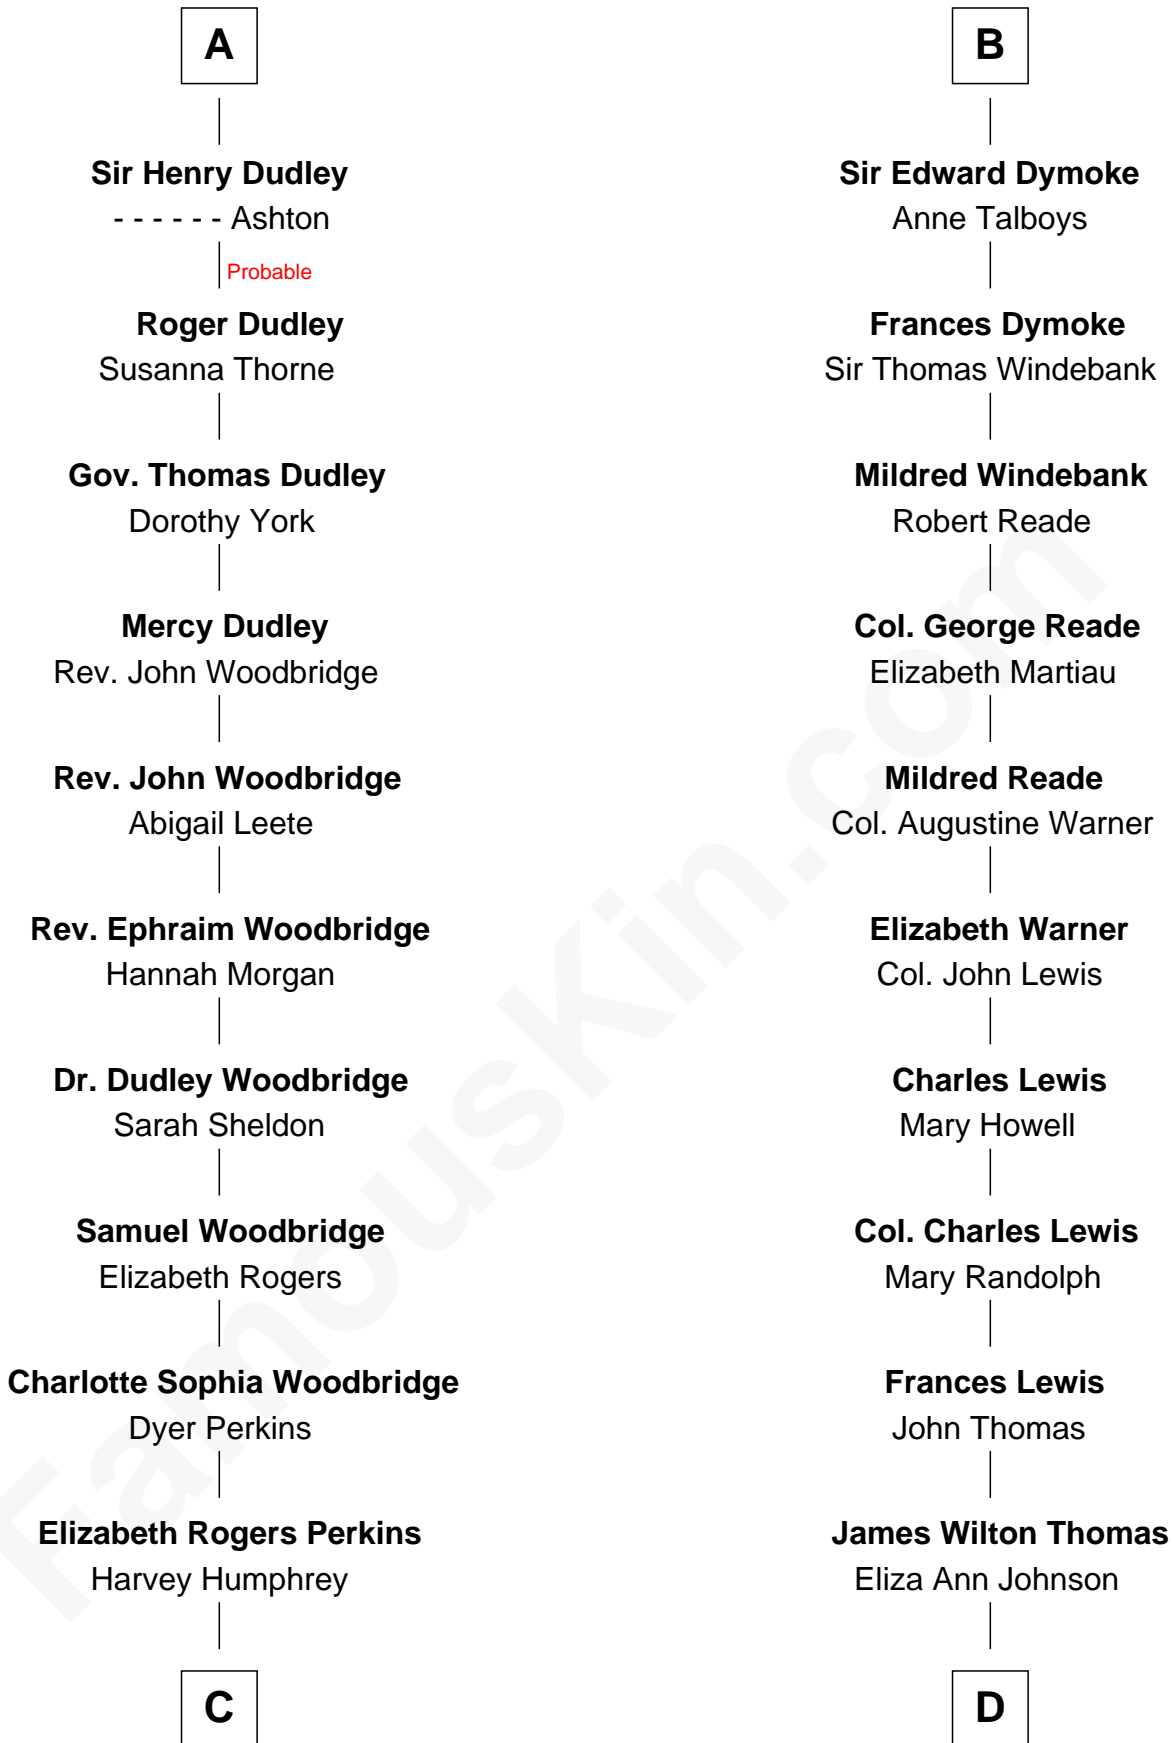 A
Sir Henry Dudley
- - - - - - Ashton
Probable
Roger Dudley
Susanna Thorne
Gov. Thomas Dudley
Dorothy York
Mercy Dudley
Rev. John Woodbridge
Rev. John Woodbridge
Abigail Leete
Rev. Ephraim Woodbridge
Hannah Morgan
Dr. Dudley Woodbridge
Sarah Sheldon
Samuel Woodbridge
Elizabeth Rogers
Charlotte Sophia Woodbridge
Dyer Perkins
Elizabeth Rogers Perkins
Harvey Humphrey
C
B
Sir Edward Dymoke
Anne Talboys
Frances Dymoke
Sir Thomas Windebank
Mildred Windebank
Robert Reade
Col. George Reade
Elizabeth Martiau
Mildred Reade
Col. Augustine Warner
Elizabeth Warner
Col. John Lewis
Charles Lewis
Mary Howell
Col. Charles Lewis
Mary Randolph
Frances Lewis
John Thomas
James Wilton Thomas
Eliza Ann Johnson
D
FamousKin.com